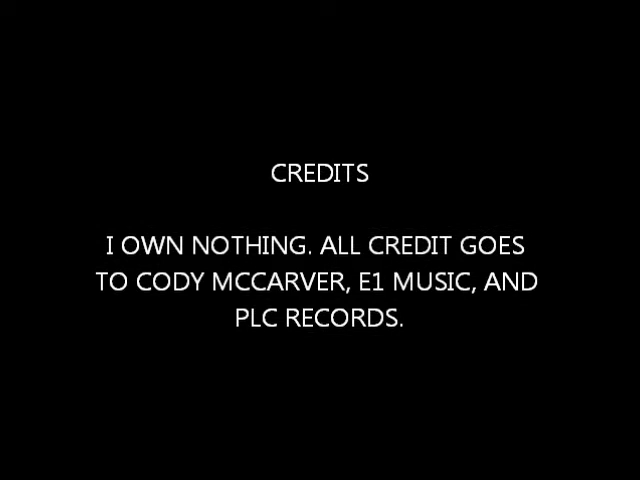 CREDITS
I OWN NOTHING. ALL CREDIT GOES
TO CODY MCCARVER, E1 MUSIC, AND
PLC RECORDS.